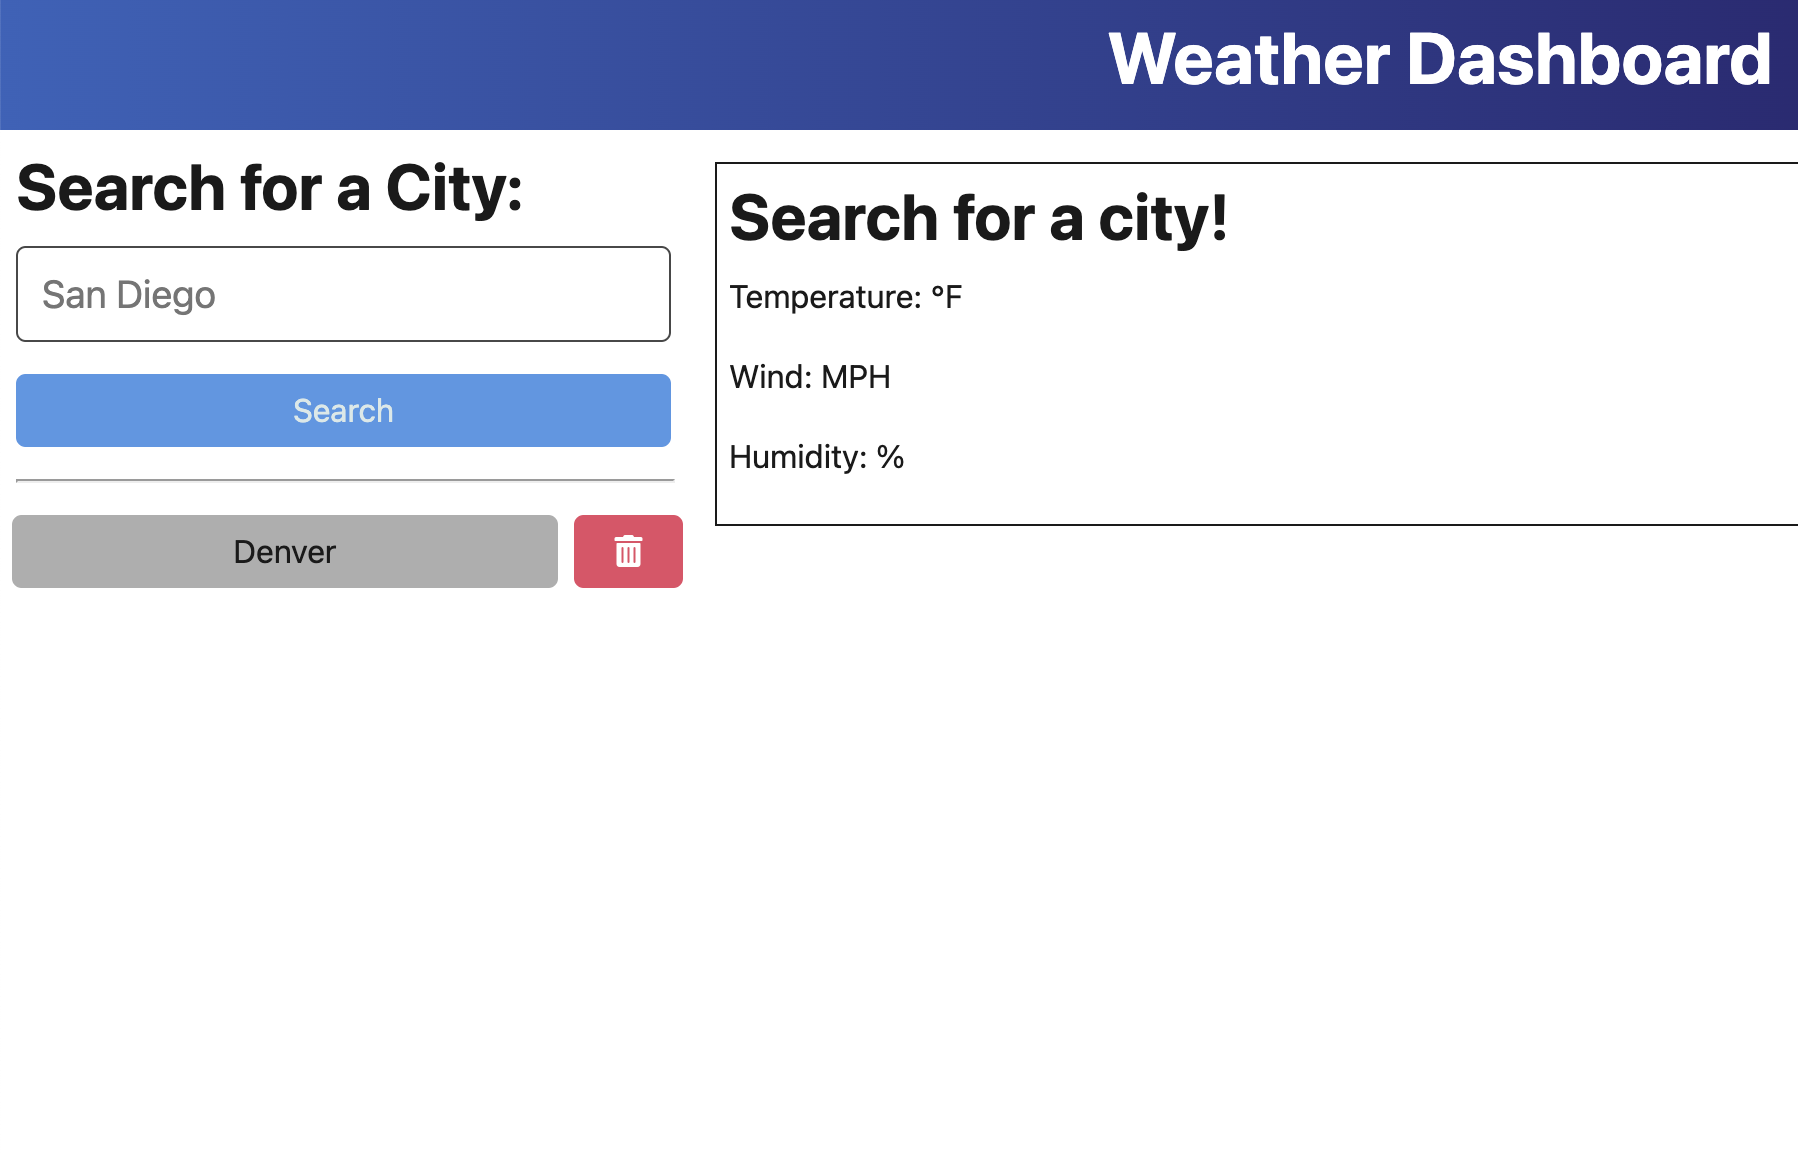 Weather Dashboard
Search for a City:
San Diego
Search
Denver
Search for a city!
Temperature: °F
Wind: MPH
Humidity: %